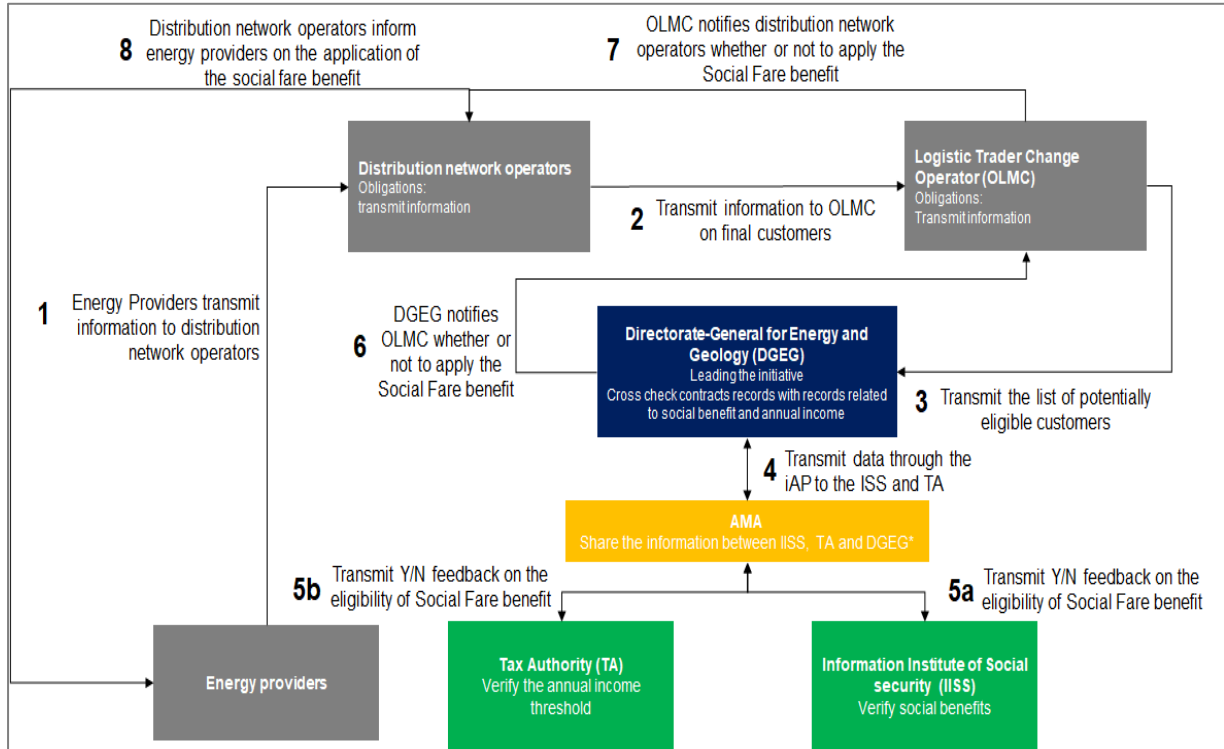 8
Distribution network operators inform
energy providers on the application of
the social fare benefit
7
OLMC notifies distribution network
operators whether or not to apply the
Social Fare benefit
Distribution network operators
Obligations:
transmit information
Logistic Trader Change
Operator (OLMC)
Obligations:
Transmit information
2
Transmit information to OLMC
on final customers
1
Energy Providers transmit
information to distribution
network operators
6
DGEG notifies
OLMC whether or
not to apply the
Social Fare benefit
Directorate-General for Energy and
Geology (DGEG)
Leading the initiative
Cross check contracts records with records related
to social benefit and annual income
3
Transmit the list of potentially
eligible customers
4
Transmit data through the
iAP to the ISS and TA
AMA
Share the information between IISS, TA and DGEG*
5b
Transmit Y/N feedback on the
eligibility of Social Fare benefit
5a
Transmit Y/N feedback on the
eligibility of Social Fare benefit
Energy providers
Tax Authority (TA)
Verify the annual income
threshold
Information Institute of Social
security (IISS)
Verify social benefits